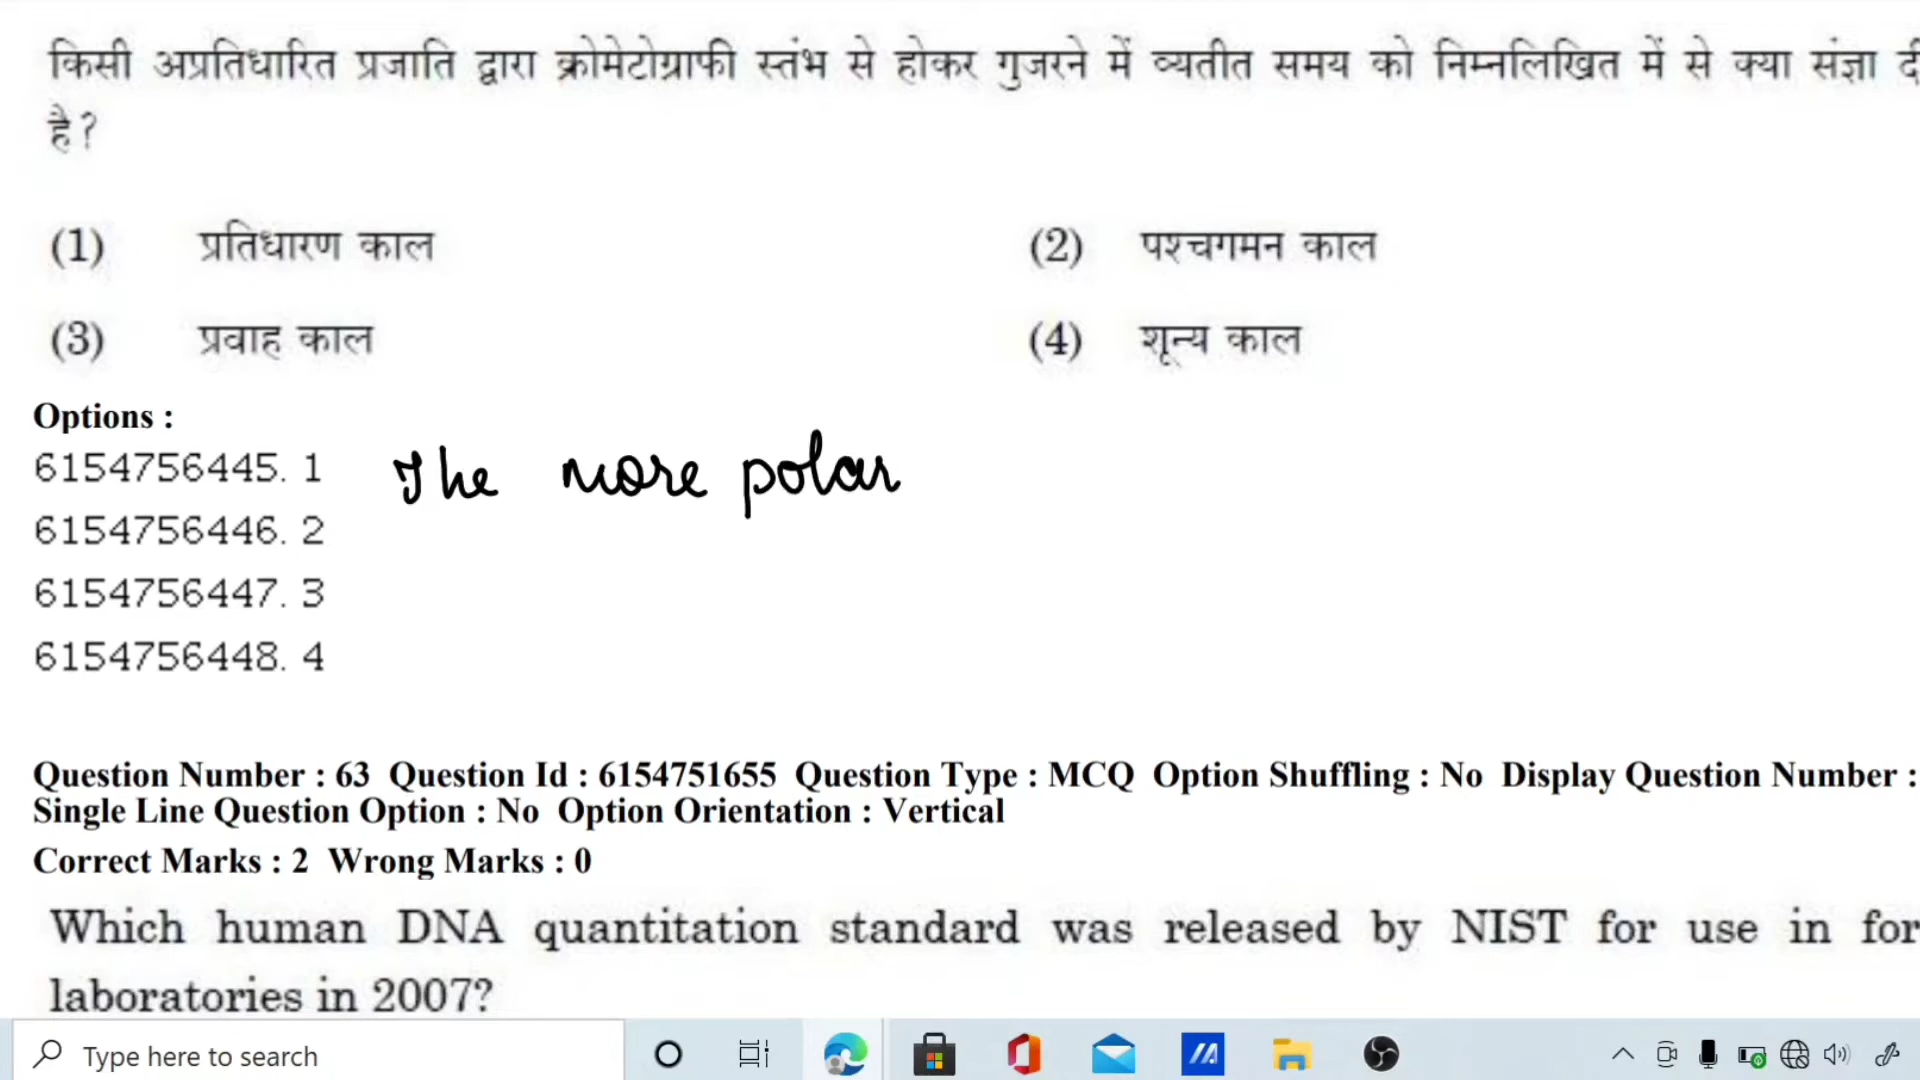 किसी अप्रतिधारित प्रजाति द्वारा क्रोमेटोग्राफी स्तंभ से होकर गुजरने में व्यतीत समय को निम्नलिखित में से क्या संज्ञा दी
है?
(1) प्रतिधारण काल (2) पश्चगमन काल
(3) प्रवाह काल (4) शून्य काल
Options :
6154756445. 1 The more polar
6154756446. 2
6154756447. 3
6154756448. 4
Question Number : 63 Question Id : 6154751655 Question Type : MCQ Option Shuffling : No Display Question Number :
Single Line Question Option : No Option Orientation : Vertical
Correct Marks : 2 Wrong Marks : 0
Which human DNA quantitation standard was released by NIST for use in for
laboratories in 2007?
Type here to search